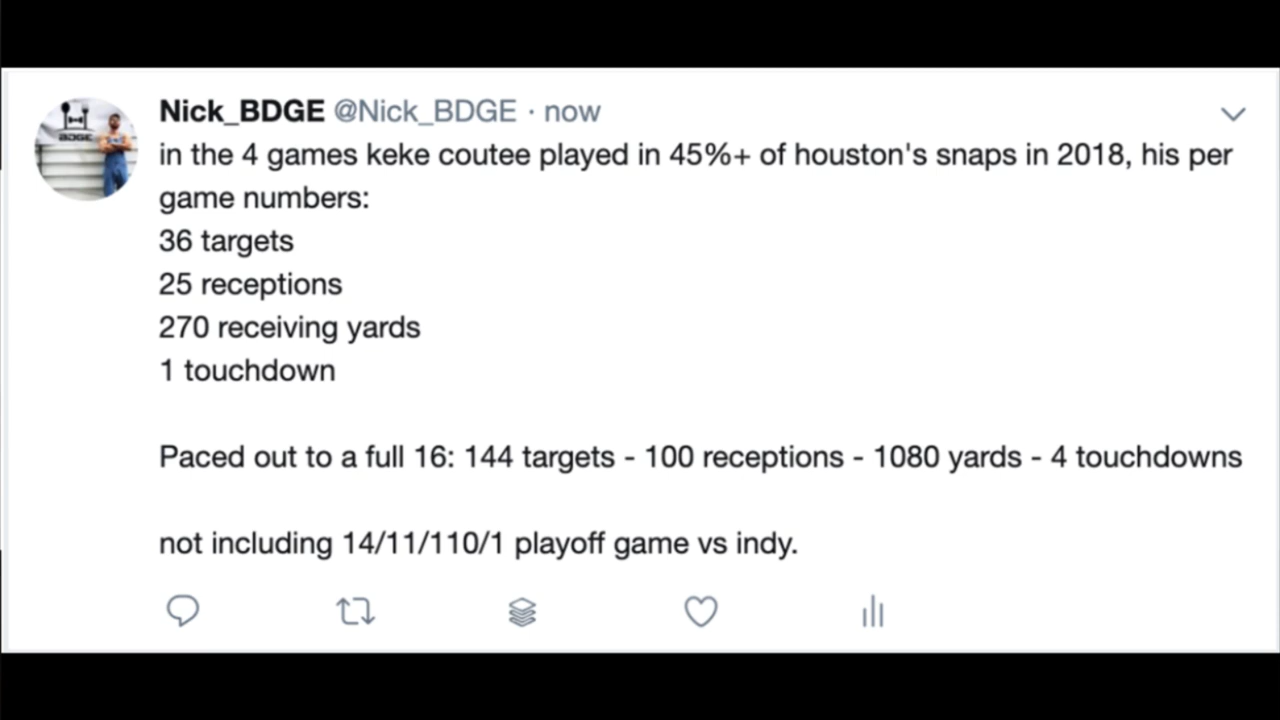 Nick_BDGE @Nick_BDGE · now
in the 4 games keke coutee played in 45%+ of houston's snaps in 2018, his per
game numbers:
36 targets
25 receptions
270 receiving yards
1 touchdown
Paced out to a full 16: 144 targets - 100 receptions - 1080 yards - 4 touchdowns
not including 14/11/110/1 playoff game vs indy.
BDGE